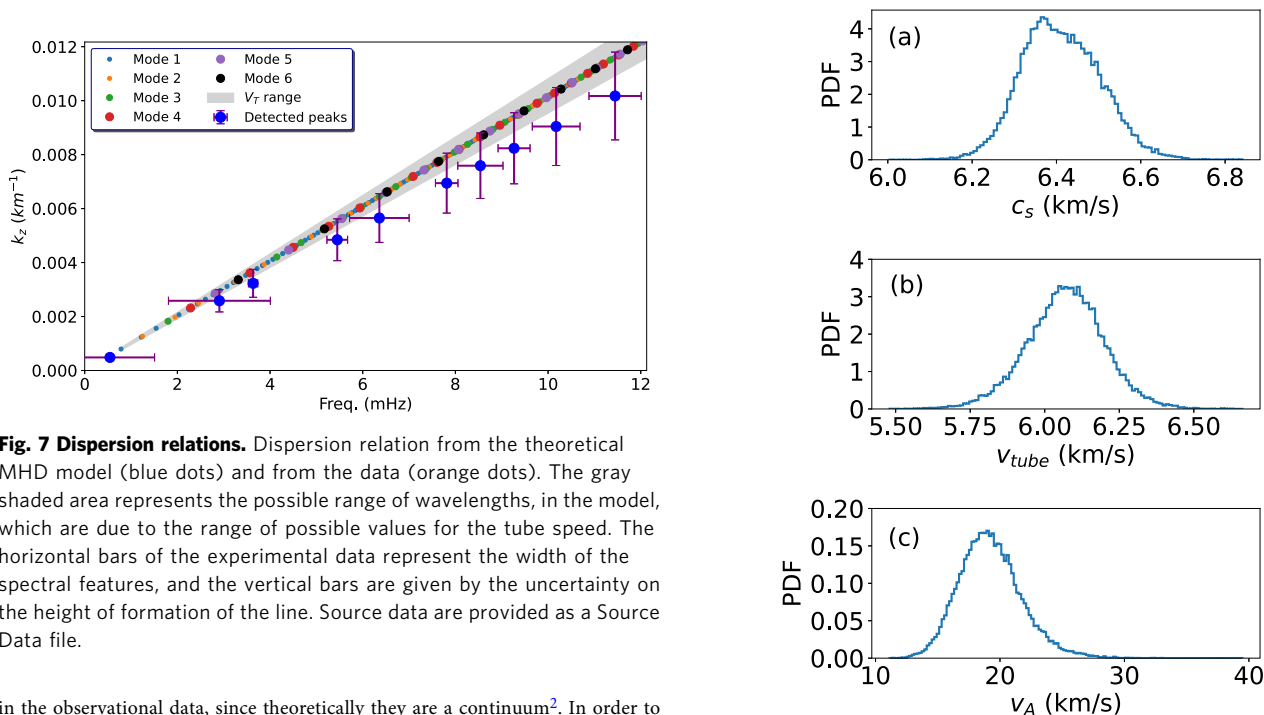 0.012
0.010
0.008
0.006
0.004
0.002
0.000
k_z (km⁻¹)
Mode 1
Mode 2
Mode 3
Mode 4
Mode 5
Mode 6
V_T range
Detected peaks
0 2 4 6 8 10 12
Freq. (mHz)
Fig. 7 Dispersion relations. Dispersion relation from the theoretical
MHD model (blue dots) and from the data (orange dots). The gray
shaded area represents the possible range of wavelengths, in the model,
which are due to the range of possible values for the tube speed. The
horizontal bars of the experimental data represent the width of the
spectral features, and the vertical bars are given by the uncertainty on
the height of formation of the line. Source data are provided as a Source
Data file.
in the observational data, since theoretically they are a continuum². In order to
(a)
PDF
4
3
2
1
0
6.0 6.2 6.4 6.6 6.8
c_s (km/s)
(b)
PDF
4
3
2
1
0
5.50 5.75 6.00 6.25 6.50
v_tube (km/s)
(c)
PDF
0.20
0.15
0.10
0.05
0.00
10 20 30 40
v_A (km/s)